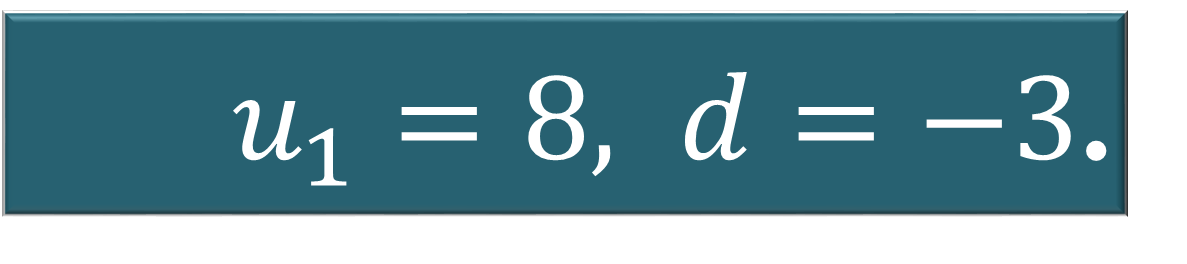 u₁ = 8, d = −3.